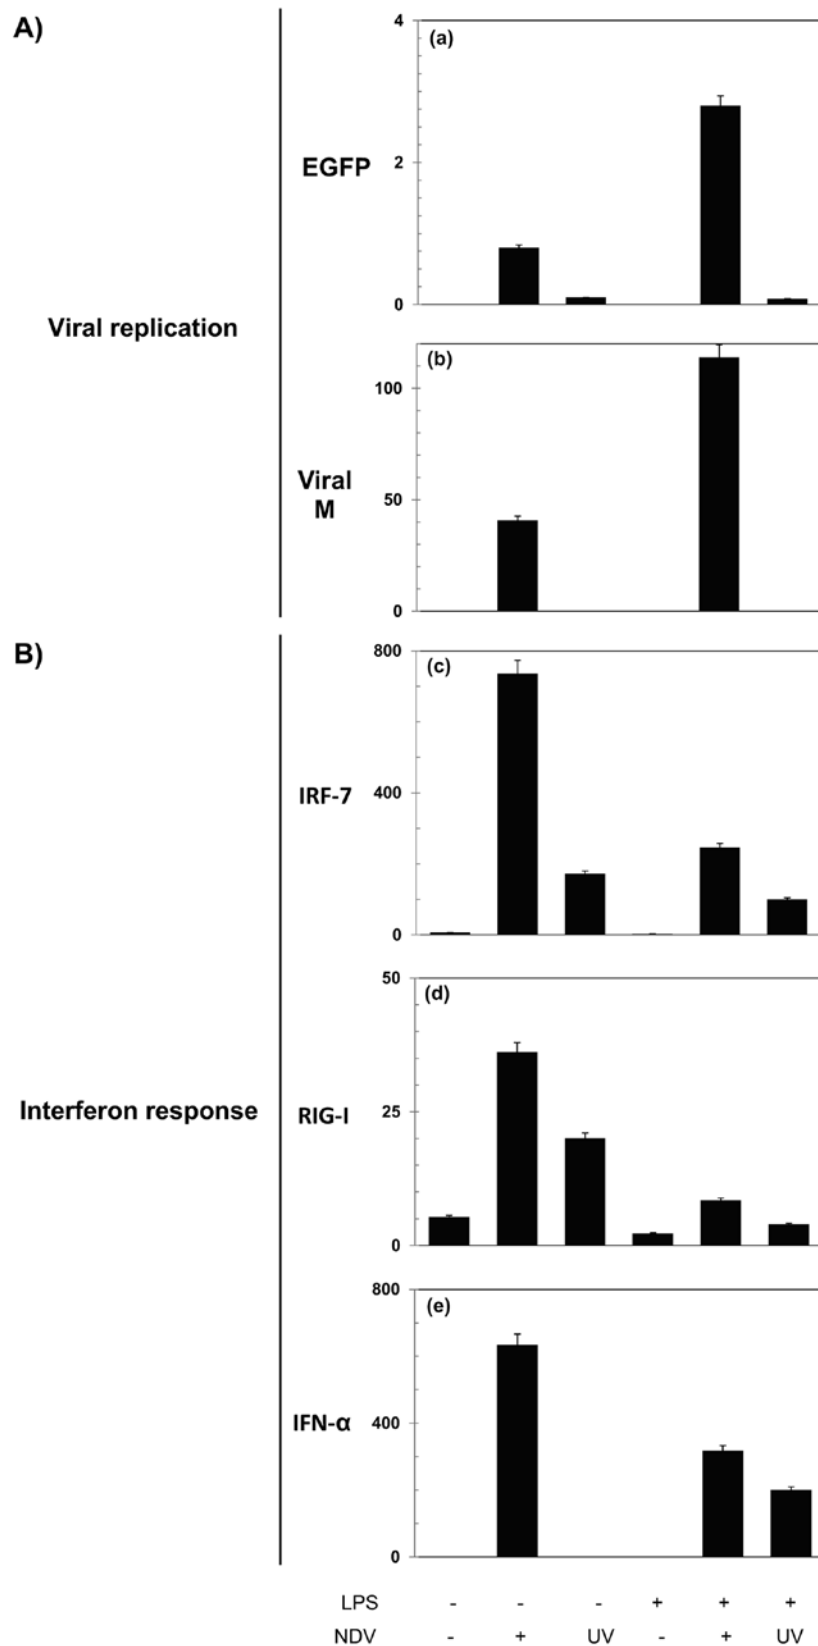 A)
Viral replication
(a)
EGFP
4
2
0
(b)
Viral
M
100
50
0
B)
Interferon response
(c)
IRF-7
800
400
0
(d)
RIG-I
50
25
0
(e)
IFN-α
800
400
0
LPS - - - + + +
NDV - + UV - + UV